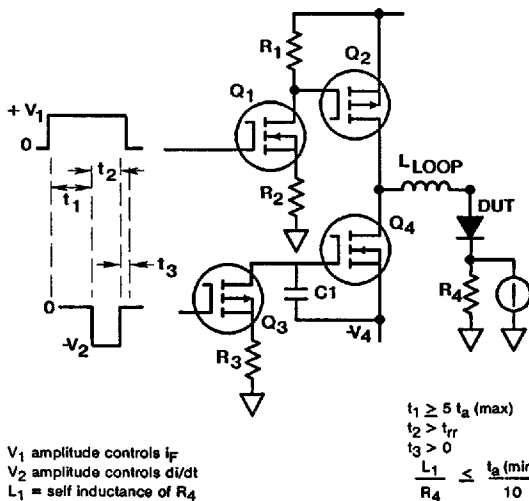 R1
Q2
Q1
+ V1
0
t2
t1
R2
LLOOP
DUT
Q4
t3
0
C1
R4
-V2
Q3
-V4
R3
t1 ≥ 5 ta (max)
t2 > trr
t3 > 0
L1
R4
≤
ta (min
10
V1 amplitude controls iF
V2 amplitude controls di/dt
L1 = self inductance of R4